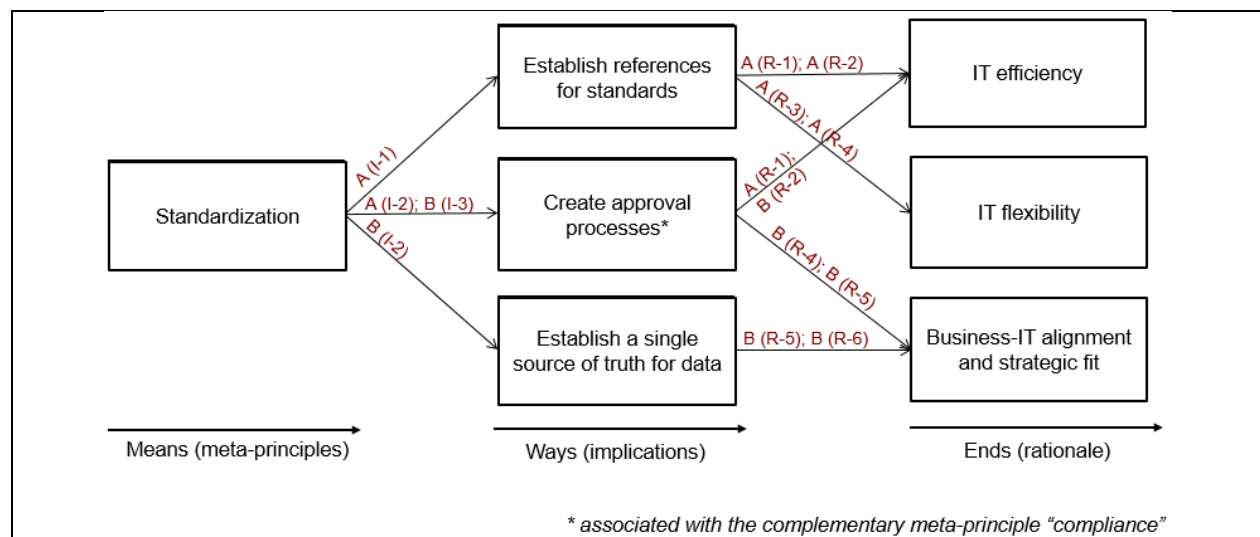 Establish references
for standards
A (R-1); A (R-2)
IT efficiency
A (R-3); A (R-4)
A (I-1)
Standardization
A (I-2); B (I-3)
Create approval
processes*
A (R-1);
B (R-2)
IT flexibility
B (I-2)
B (R-4); B (R-5)
Establish a single
source of truth for data
B (R-5); B (R-6)
Business-IT alignment
and strategic fit
Means (meta-principles)
Ways (implications)
Ends (rationale)
* associated with the complementary meta-principle “compliance”